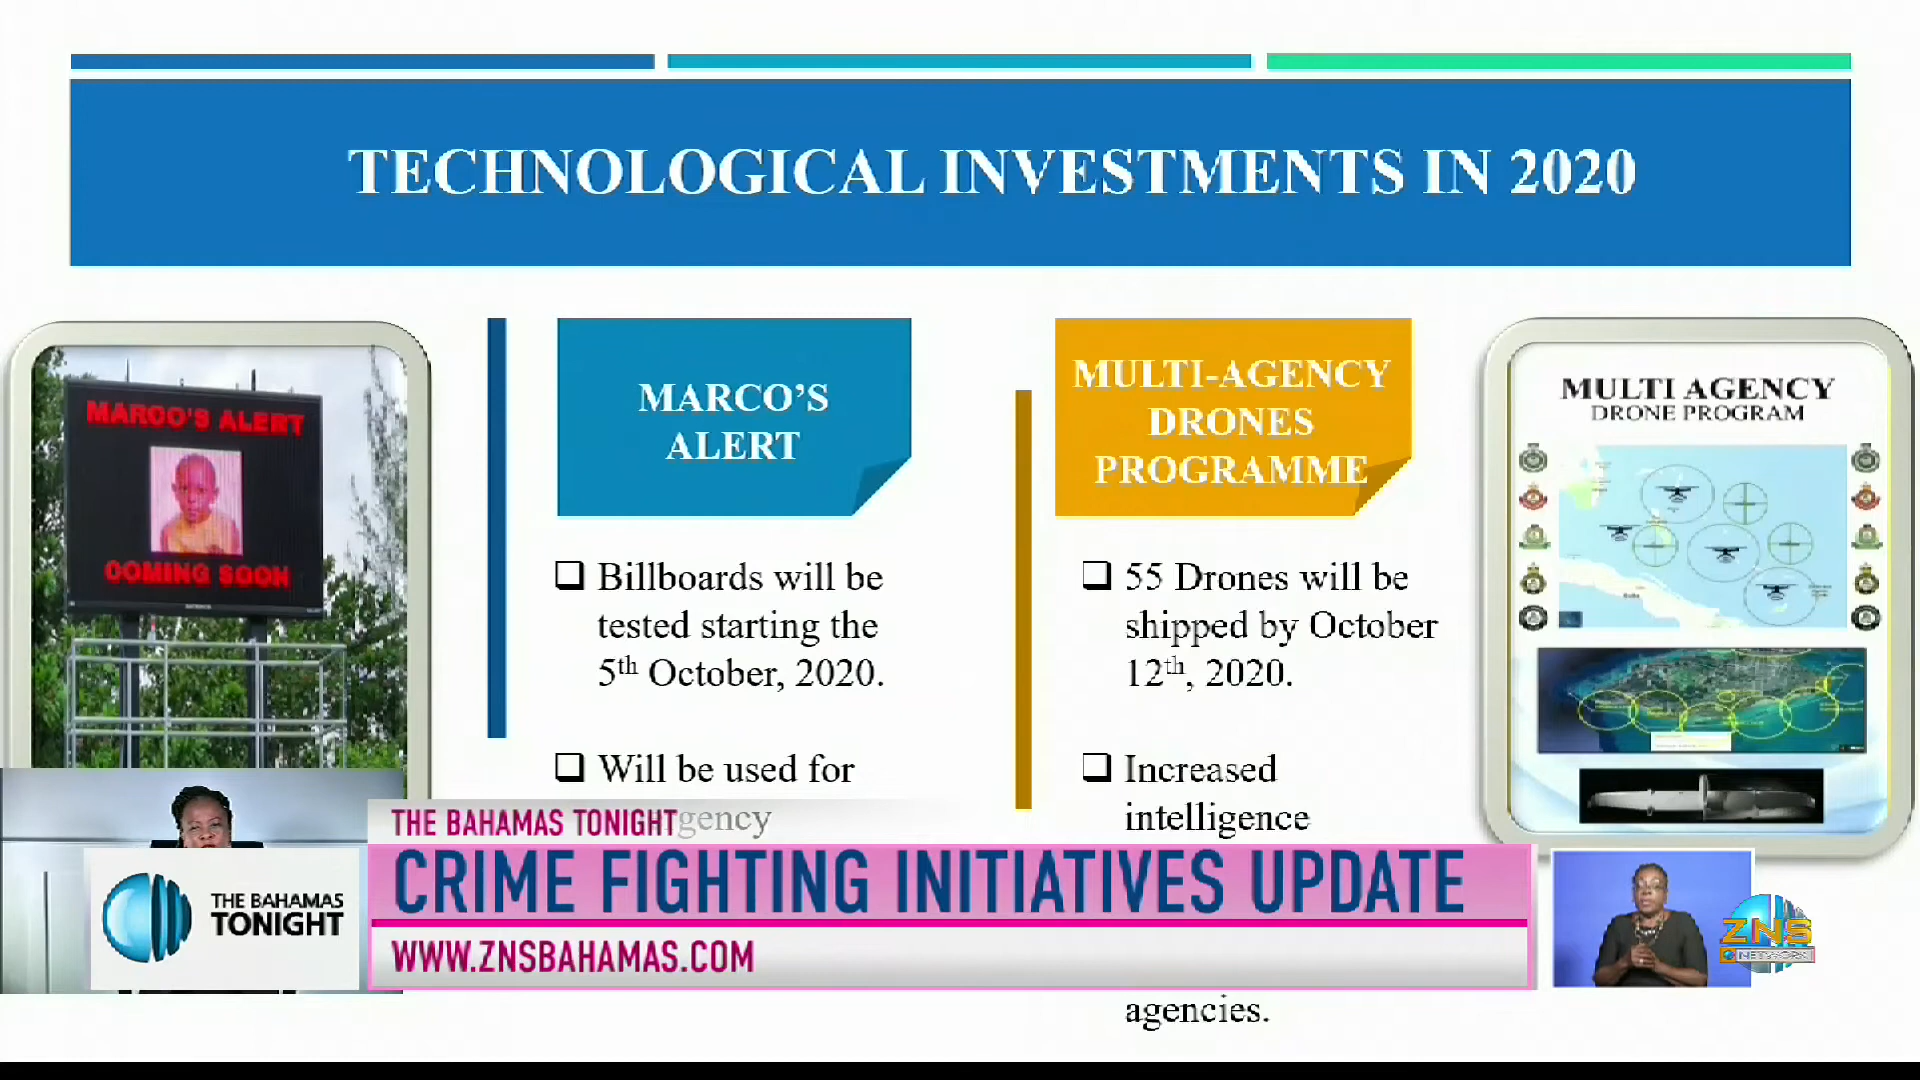 TECHNOLOGICAL INVESTMENTS IN 2020
MARCO'S ALERT
COMING SOON
MARCO'S
ALERT
❑ Billboards will be
tested starting the
5th October, 2020.
❑ Will be used for
gency
MULTI-AGENCY
DRONES
PROGRAMME
❑ 55 Drones will be
shipped by October
12th, 2020.
❑ Increased
intelligence
agencies.
MULTI AGENCY
DRONE PROGRAM
THE BAHAMAS TONIGHT
CRIME FIGHTING INITIATIVES UPDATE
WWW.ZNSBAHAMAS.COM
THE BAHAMAS
TONIGHT
ZNS
NETWORK